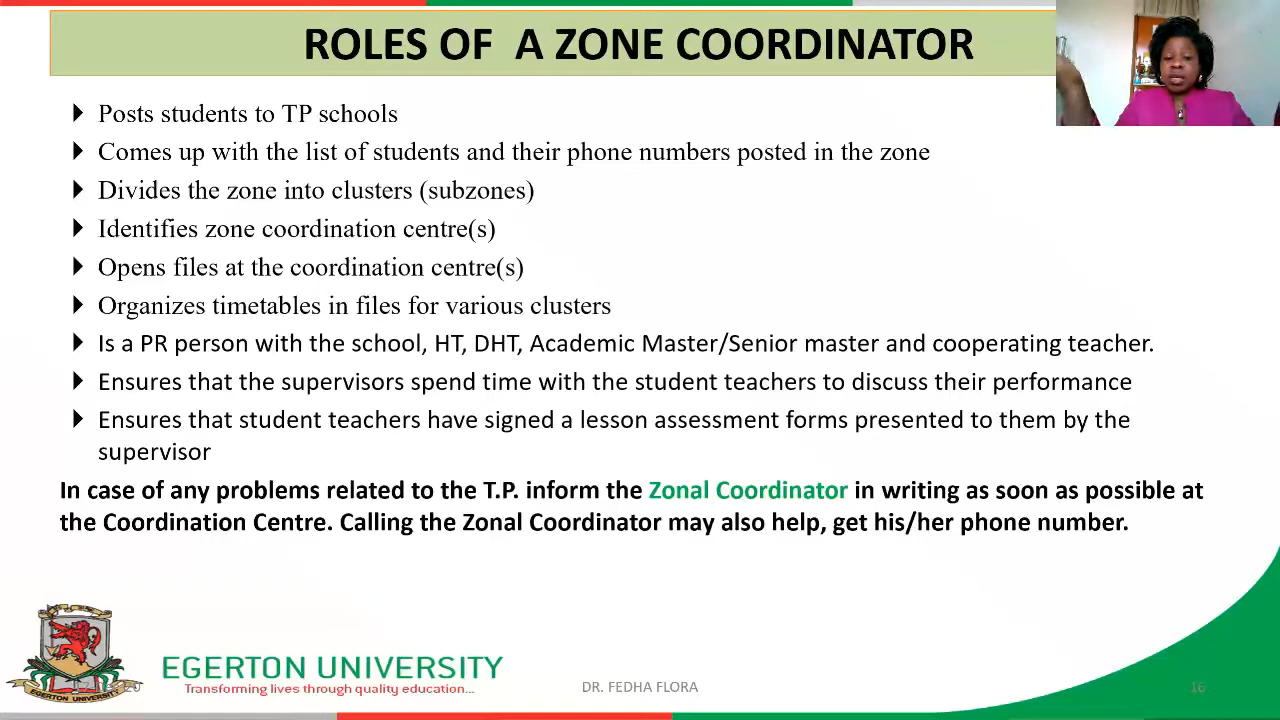 ROLES OF A ZONE COORDINATOR
Posts students to TP schools
Comes up with the list of students and their phone numbers posted in the zone
Divides the zone into clusters (subzones)
Identifies zone coordination centre(s)
Opens files at the coordination centre(s)
Organizes timetables in files for various clusters
Is a PR person with the school, HT, DHT, Academic Master/Senior master and cooperating teacher.
Ensures that the supervisors spend time with the student teachers to discuss their performance
Ensures that student teachers have signed a lesson assessment forms presented to them by the
supervisor
In case of any problems related to the T.P. inform the Zonal Coordinator in writing as soon as possible at
the Coordination Centre. Calling the Zonal Coordinator may also help, get his/her phone number.
EGERTON UNIVERSITY
EGERTON UNIVERSITY
Transforming lives through quality education...
DR. FEDHA FLORA
16